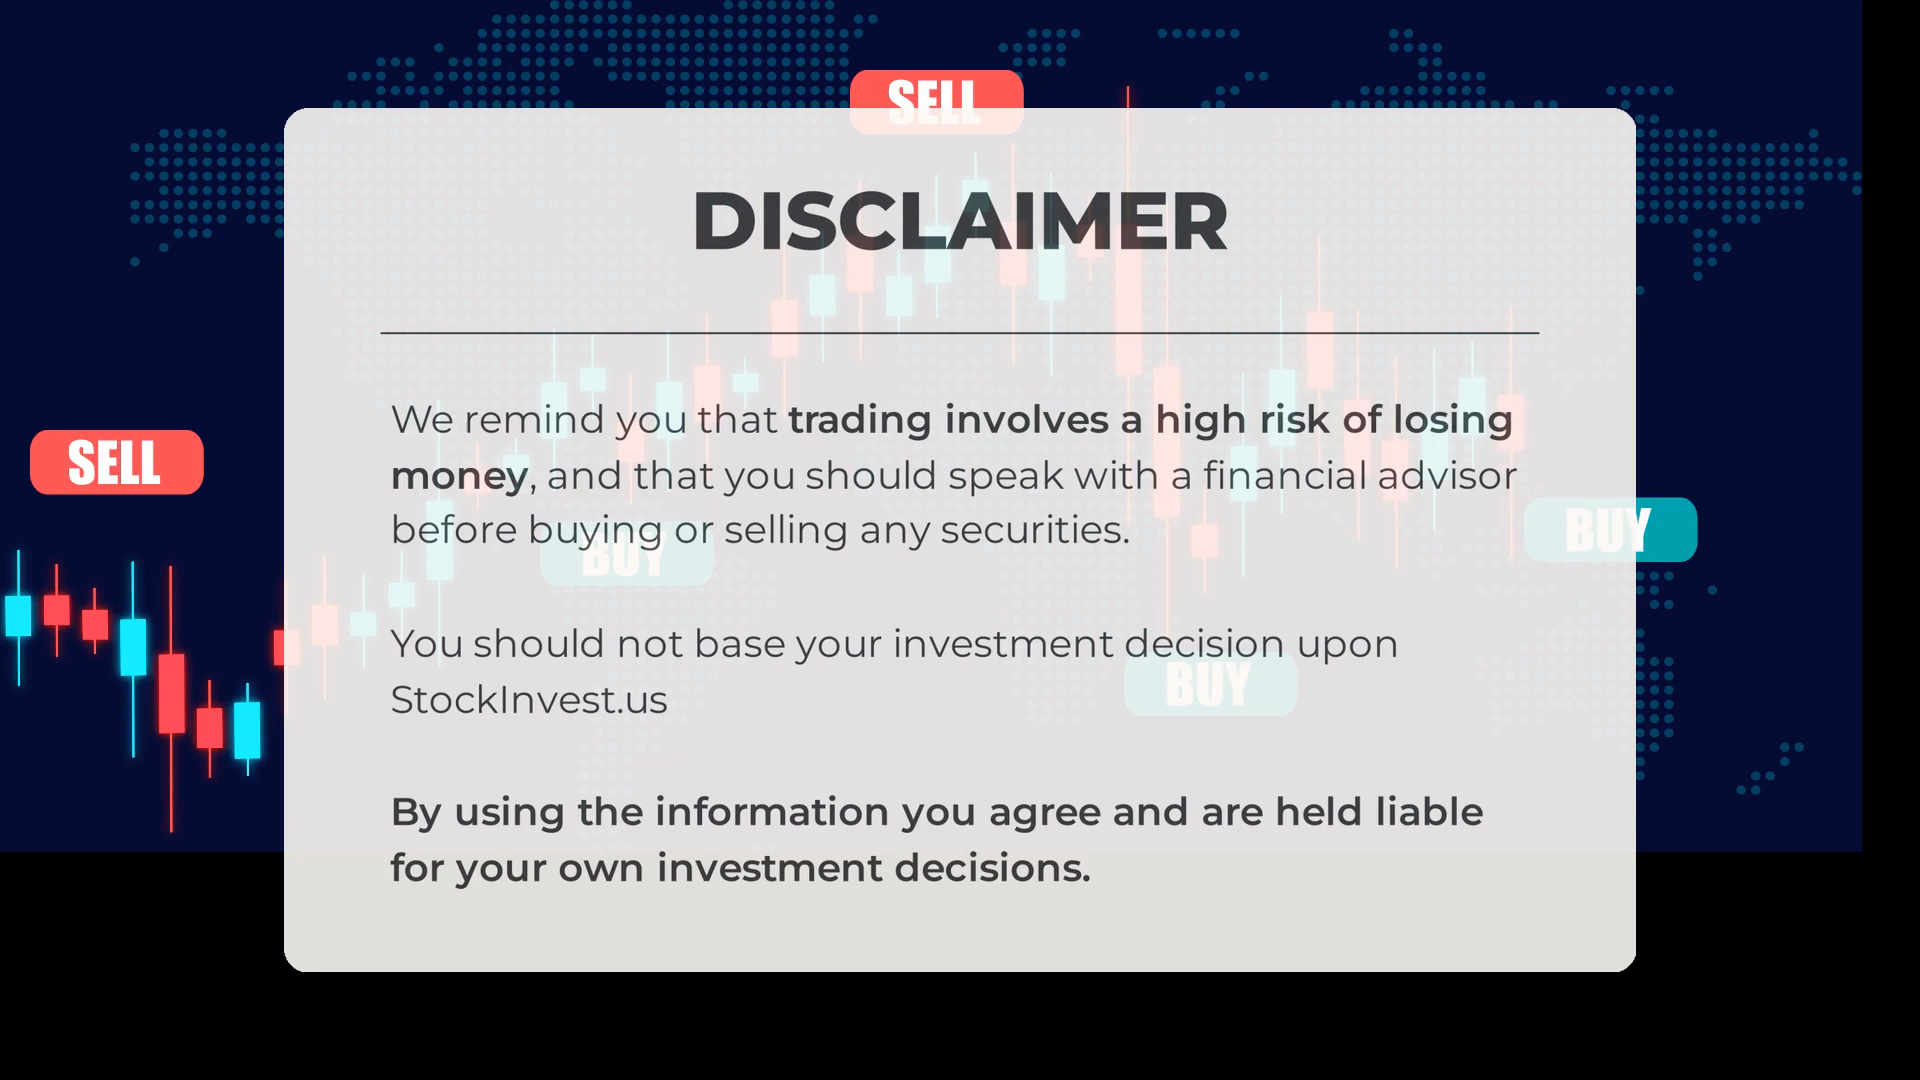 SELL
DISCLAIMER
We remind you that trading involves a high risk of losing
money, and that you should speak with a financial advisor
before buying or selling any securities.
SELL
BUY
BUY
You should not base your investment decision upon
StockInvest.us
BUY
By using the information you agree and are held liable
for your own investment decisions.